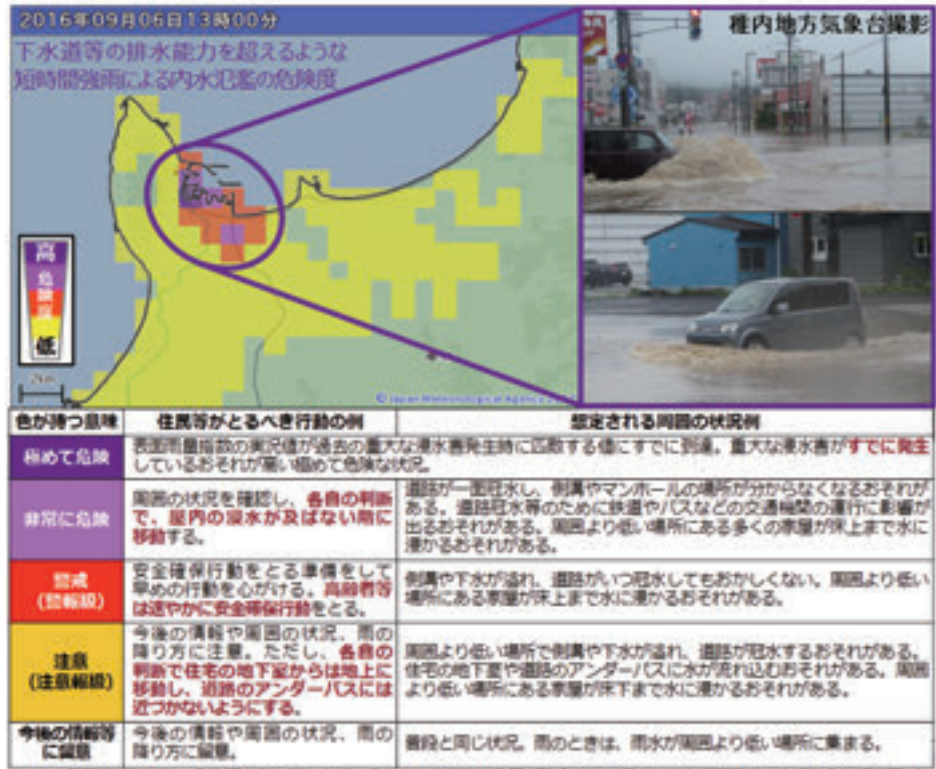 2016年09月06日13時00分
下水道等の排水能力を超えるような
短時間強雨による内水氾濫の危険度
稚内地方気象台撮影
高
危
険
度
低
2km
© Japan Meteorological Agency
色が持つ意味
住民等がとるべき行動の例
想定される周囲の状況例
極めて危険
表面雨量指数の実況値が過去の重大な浸水害発生時に匹敵する値にすでに到達。重大な浸水害がすでに発生
しているおそれが高い極めて危険な状況。
非常に危険
周囲の状況を確認し、各自の判断
で、屋内の浸水が及ばない階に
移動する。
道路が一面冠水し、側溝やマンホールの場所が分からなくなるおそれが
ある。道路冠水等のために鉄道やバスなどの交通機関の運行に影響が
出るおそれがある。周囲より低い場所にある多くの家屋が床上まで水に
浸かるおそれがある。
警戒
(警報級)
安全確保行動をとる準備をして
早めの行動を心がける。高齢者等
は速やかに安全確保行動をとる。
側溝や下水が溢れ、道路がいつ冠水してもおかしくない。周囲より低い
場所にある家屋が床上まで水に浸かるおそれがある。
注意
(注意報級)
今後の情報や周囲の状況、雨の
降り方に注意。ただし、各自の
判断で住宅の地下室からは地上に
移動し、道路のアンダーパスには
近づかないようにする。
周囲より低い場所で側溝や下水が溢れ、道路が冠水するおそれがある。
住宅の地下室や道路のアンダーパスに水が流れ込むおそれがある。周囲
より低い場所にある家屋が床下まで水に浸かるおそれがある。
今後の情報等
に留意
今後の情報や周囲の状況、雨の
降り方に留意。
普段と同じ状況。雨のときは、雨水が周囲より低い場所に集まる。